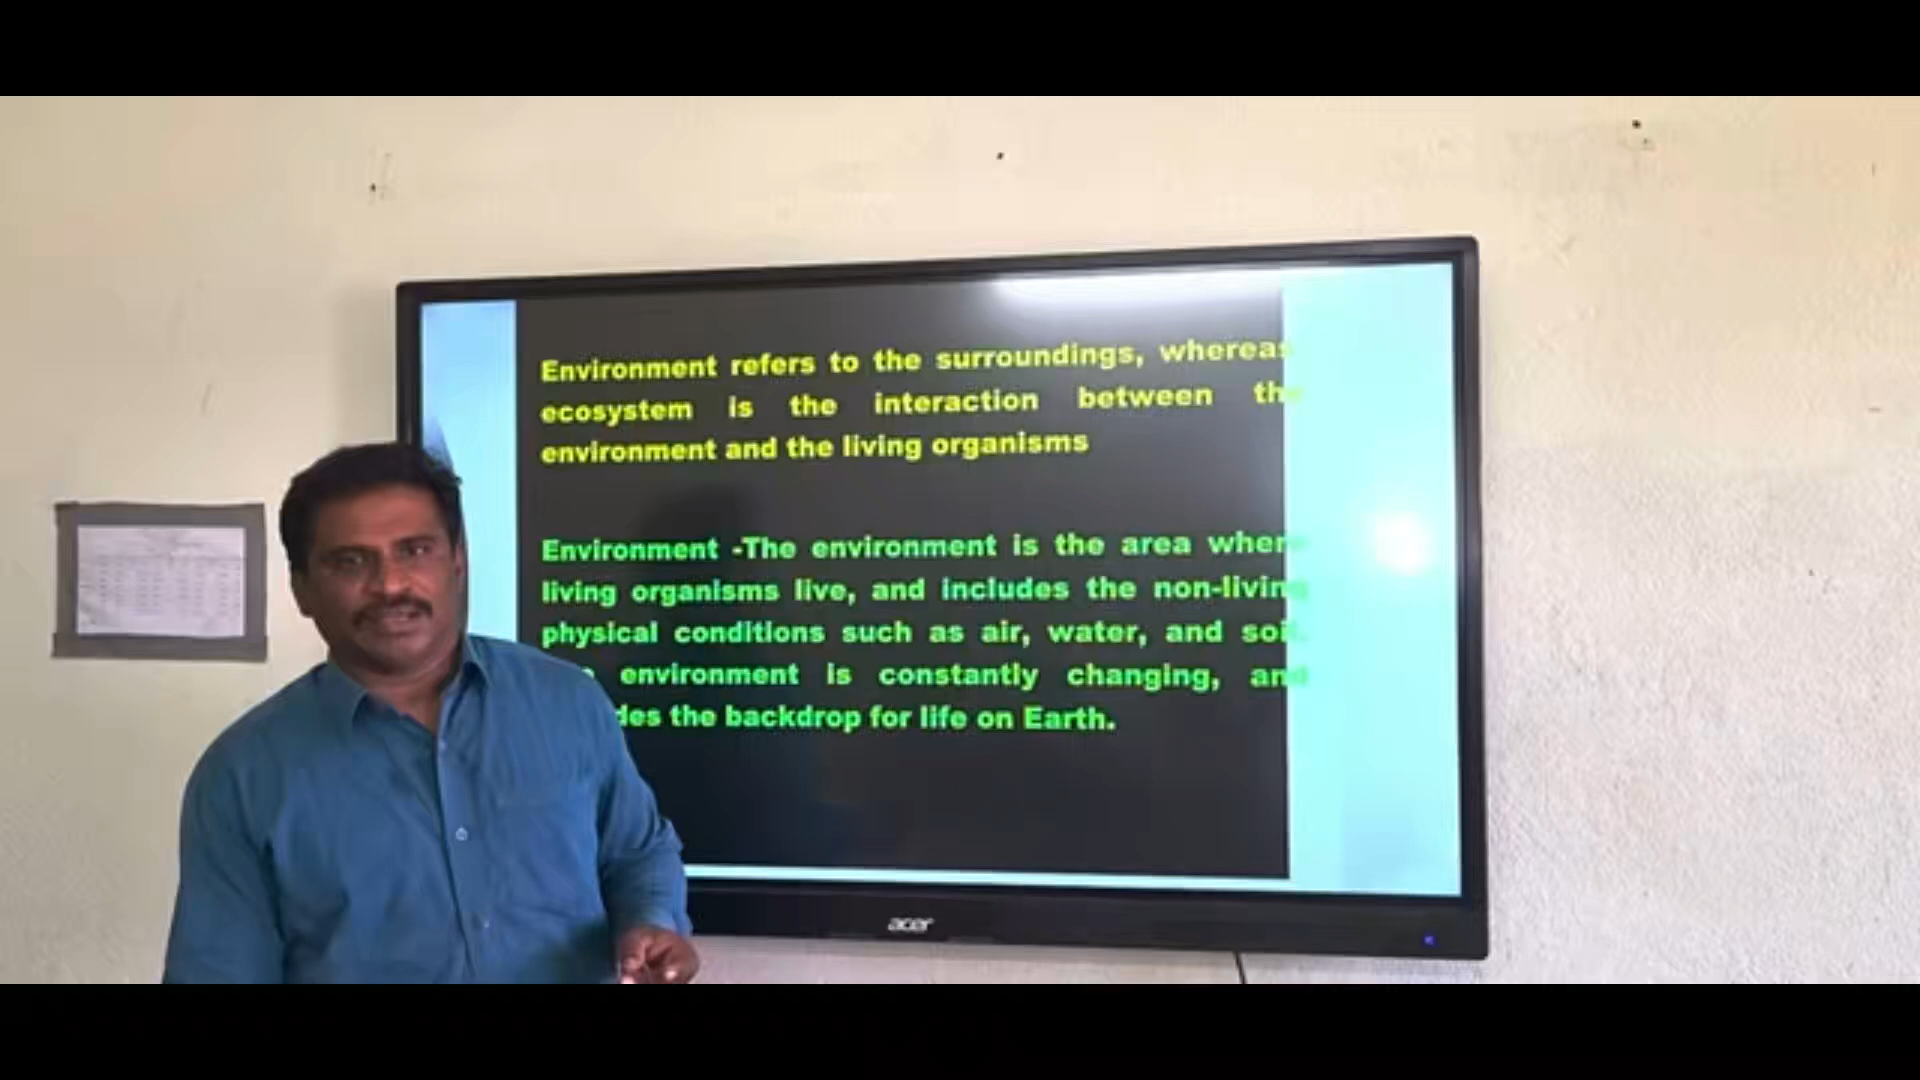 Environment refers to the surroundings, whereas
ecosystem is the interaction between the
environment and the living organisms
Environment -The environment is the area where
living organisms live, and includes the non-living
physical conditions such as air, water, and soil.
environment is constantly changing, and
the backdrop for life on Earth.
acer